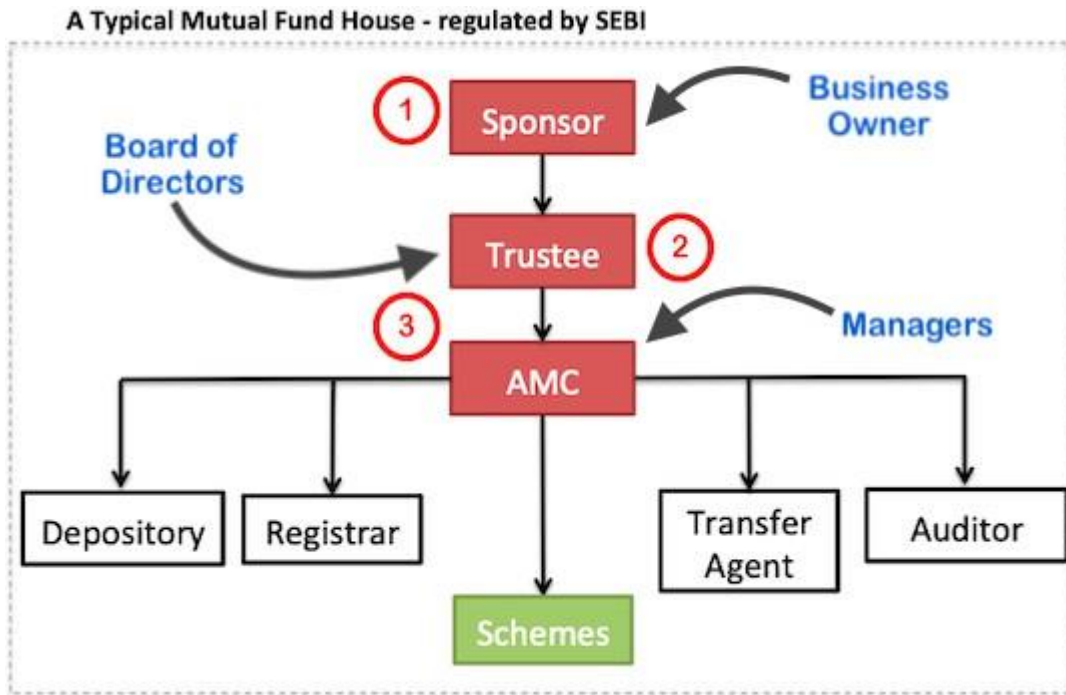 A Typical Mutual Fund House - regulated by SEBI
1
Sponsor
Business
Owner
Board of
Directors
Trustee
2
3
Managers
AMC
Depository
Registrar
Transfer
Agent
Auditor
Schemes